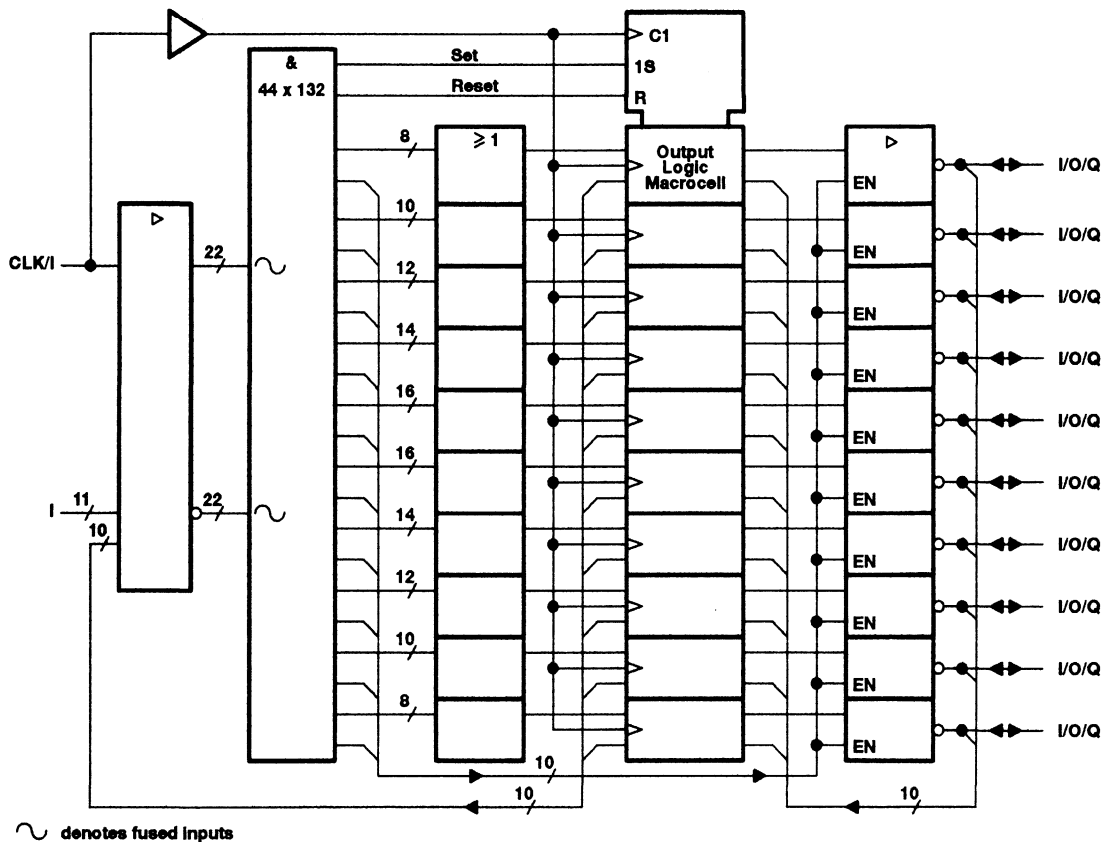 C1
&
Set
1S
44 x 132
Reset
R
8
≥ 1
Output
Logic
Macrocell
I/O/Q
EN
10
I/O/Q
EN
CLK/I
22
12
I/O/Q
EN
14
I/O/Q
EN
16
I/O/Q
EN
16
I/O/Q
EN
I
11
22
10
14
I/O/Q
EN
12
I/O/Q
EN
10
I/O/Q
EN
8
I/O/Q
EN
10
10
10
denotes fused inputs